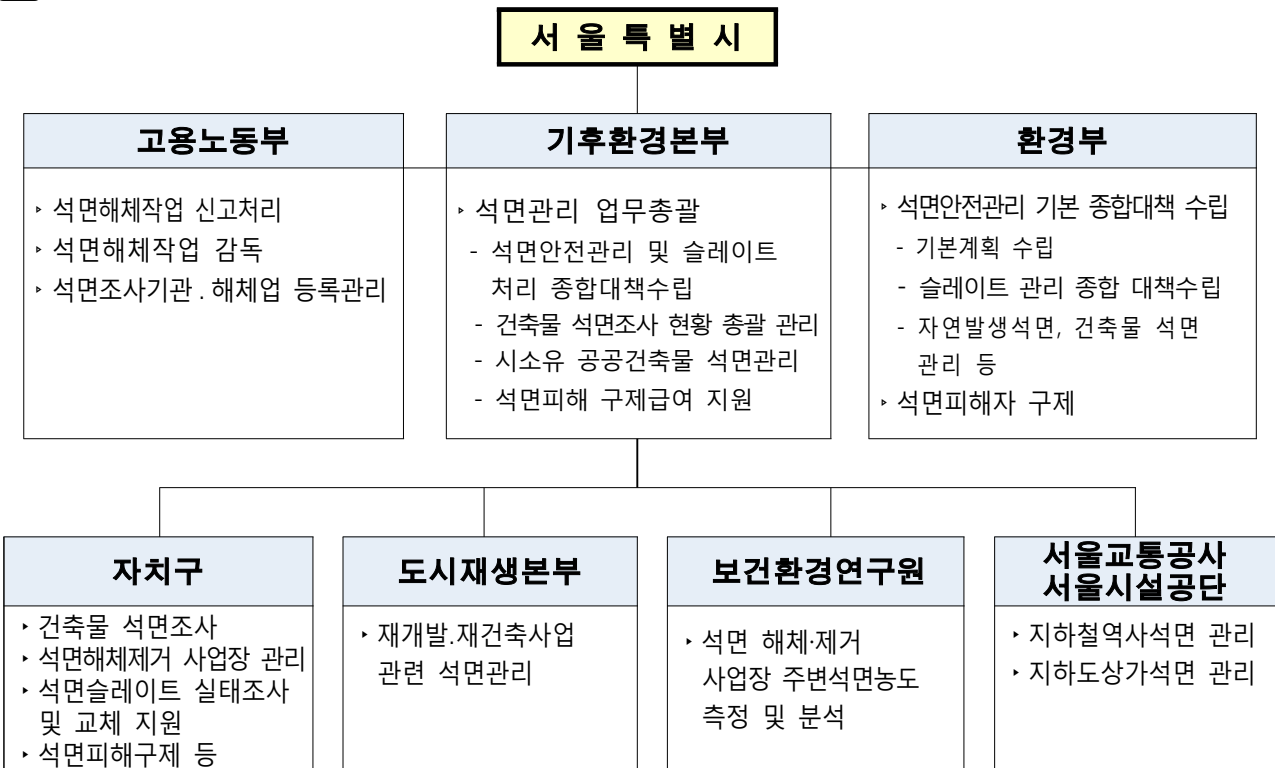 서 울 특 별 시
고용노동부
‣ 석면해체작업 신고처리
‣ 석면해체작업 감독
‣ 석면조사기관 . 해체업 등록관리
기후환경본부
‣ 석면관리 업무총괄
- 석면안전관리 및 슬레이트
처리 종합대책수립
- 건축물 석면조사 현황 총괄 관리
- 시소유 공공건축물 석면관리
- 석면피해 구제급여 지원
환경부
‣ 석면안전관리 기본 종합대책 수립
- 기본계획 수립
- 슬레이트 관리 종합 대책수립
- 자연발생석면, 건축물 석면
관리 등
‣ 석면피해자 구제
자치구
‣ 건축물 석면조사
‣ 석면해체제거 사업장 관리
‣ 석면슬레이트 실태조사
및 교체 지원
‣ 석면피해구제 등
도시재생본부
‣ 재개발.재건축사업
관련 석면관리
보건환경연구원
‣ 석면 해체·제거
사업장 주변석면농도
측정 및 분석
서울교통공사
서울시설공단
‣ 지하철역사석면 관리
‣ 지하도상가석면 관리